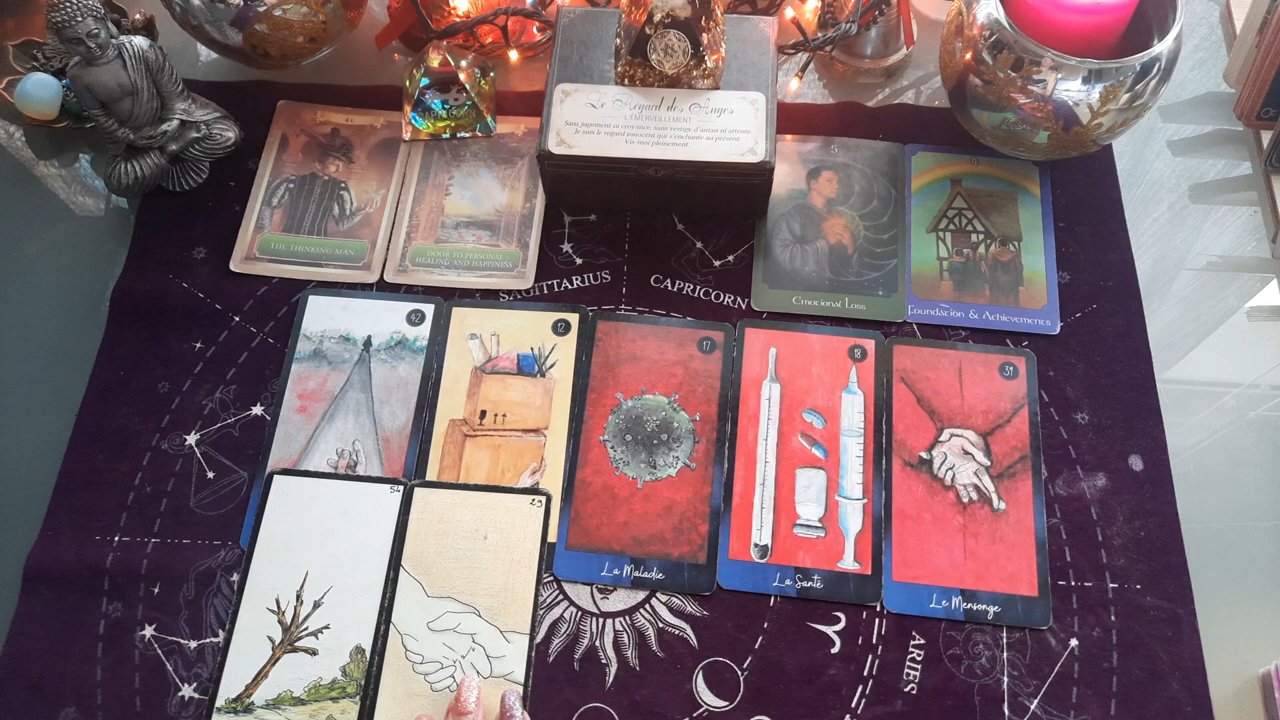 Le Regard des Anges
L'ÉMERVEILLEMENT
Sans jugement ni croyance, sans vestige d'antan ni attente,
Je suis le regard innocent qui s'enchante au présent.
Vis-moi pleinement.
46
THE THINKING MAN
DOOR TO PERSONAL
HEALING AND HAPPINESS
5
Emotional Loss
4
Foundation & Achievements
SAGITTARIUS
CAPRICORN
42
12
17
La Maladie
18
La Santé
39
Le Mensonge
54
29
ARIES